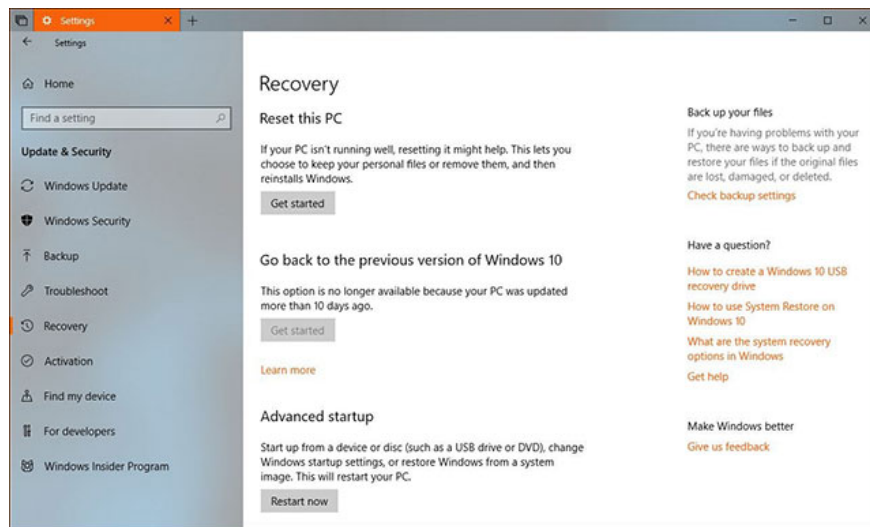 Settings
Settings
Home
Find a setting
Update & Security
Windows Update
Windows Security
Backup
Troubleshoot
Recovery
Activation
Find my device
For developers
Windows Insider Program
Recovery
Reset this PC
If your PC isn't running well, resetting it might help. This lets you
choose to keep your personal files or remove them, and then
reinstalls Windows.
Get started
Go back to the previous version of Windows 10
This option is no longer available because your PC was updated
more than 10 days ago.
Get started
Learn more
Advanced startup
Start up from a device or disc (such as a USB drive or DVD), change
Windows startup settings, or restore Windows from a system
image. This will restart your PC.
Restart now
Back up your files
If you're having problems with your
PC, there are ways to back up and
restore your files if the original files
are lost, damaged, or deleted.
Check backup settings
Have a question?
How to create a Windows 10 USB
recovery drive
How to use System Restore on
Windows 10
What are the system recovery
options in Windows
Get help
Make Windows better
Give us feedback